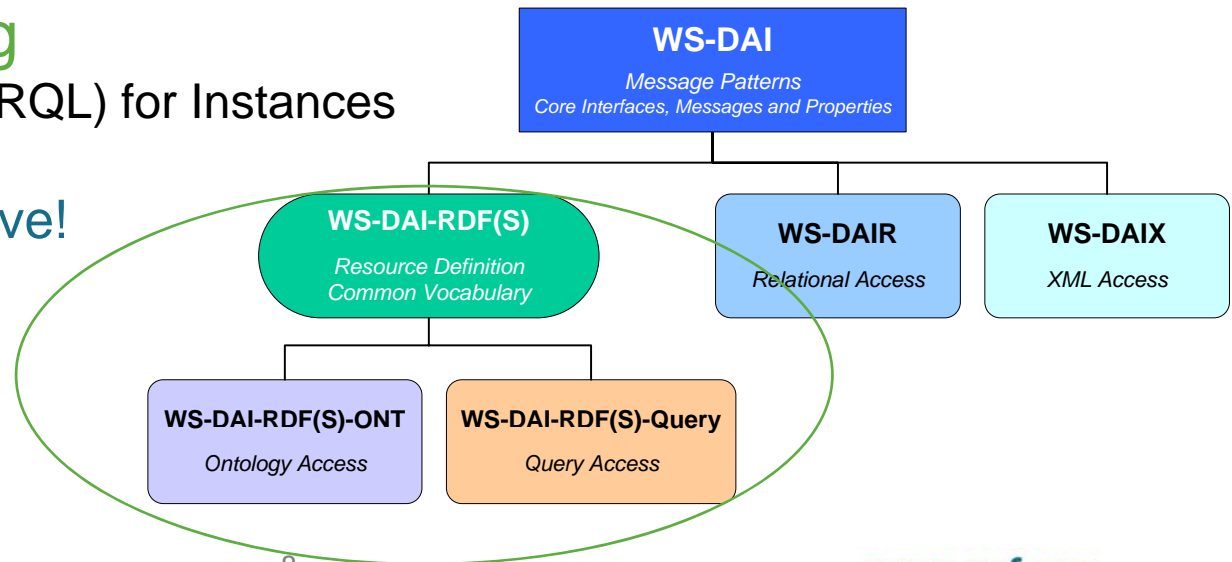 g
RQL) for Instances
ve!
WS-DAI
Message Patterns
Core Interfaces, Messages and Properties
WS-DAI-RDF(S)
Resource Definition
Common Vocabulary
WS-DAIR
Relational Access
WS-DAIX
XML Access
WS-DAI-RDF(S)-ONT
Ontology Access
WS-DAI-RDF(S)-Query
Query Access